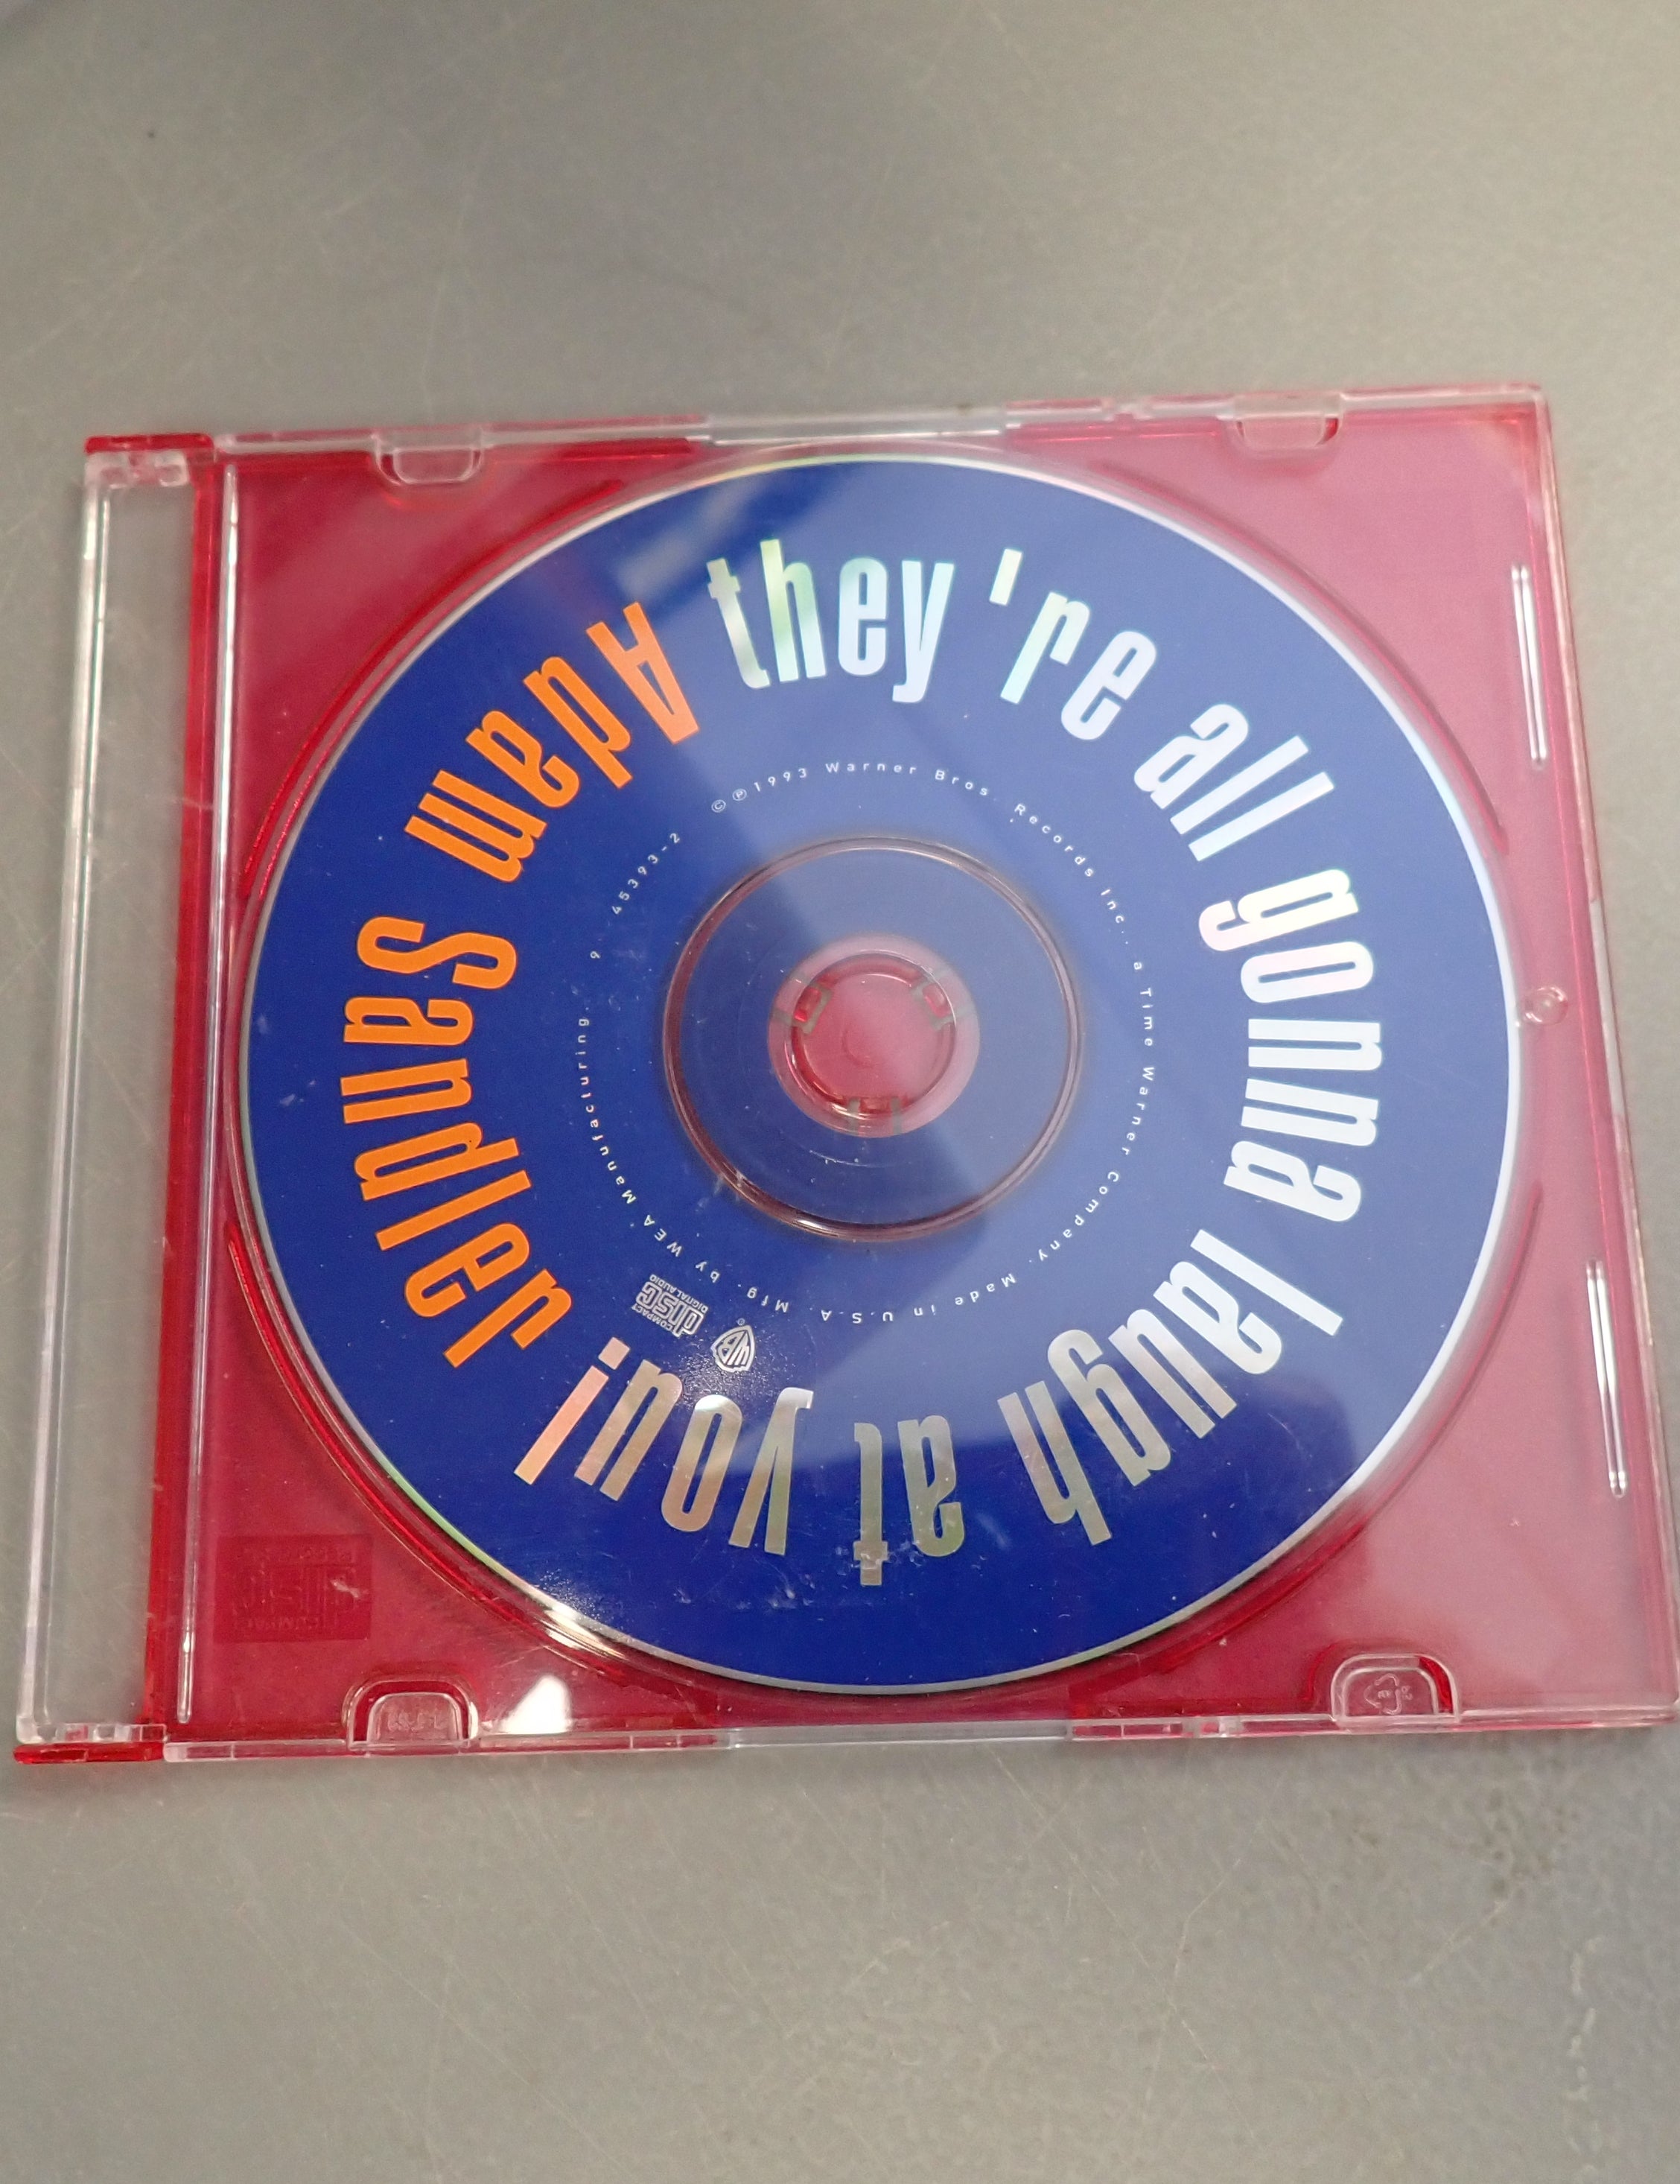 they're all gonna laugh at you!
Adam Sandler
© ℗ 1993 Warner Bros. Records Inc., a Time Warner Company. Made in U.S.A. Mfg. by WEA Manufacturing.
9 45393-2
WB
COMPACT
disc
DIGITAL AUDIO